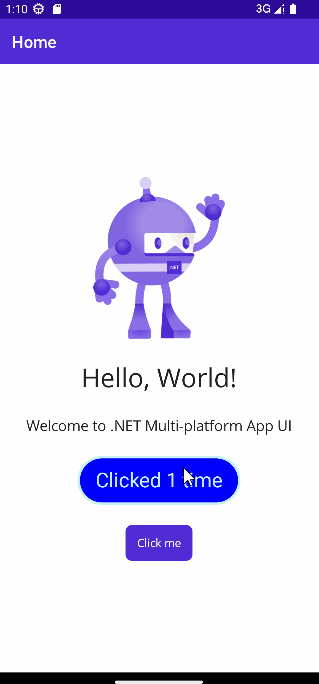 1:10
3G
Home
.NET
Hello, World!
Welcome to .NET Multi-platform App UI
Clicked 1 time
Click me